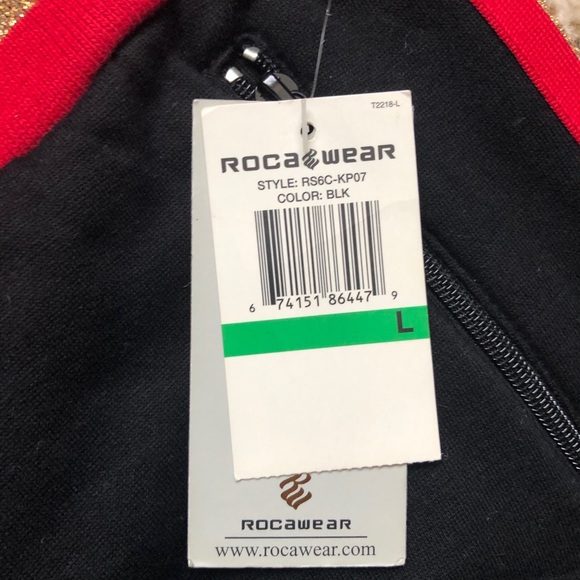 T2218-L
ROCAWEAR
STYLE: RS6C-KP07
COLOR: BLK
6 74151 86447 9
L
ROCAWEAR
www.rocawear.com